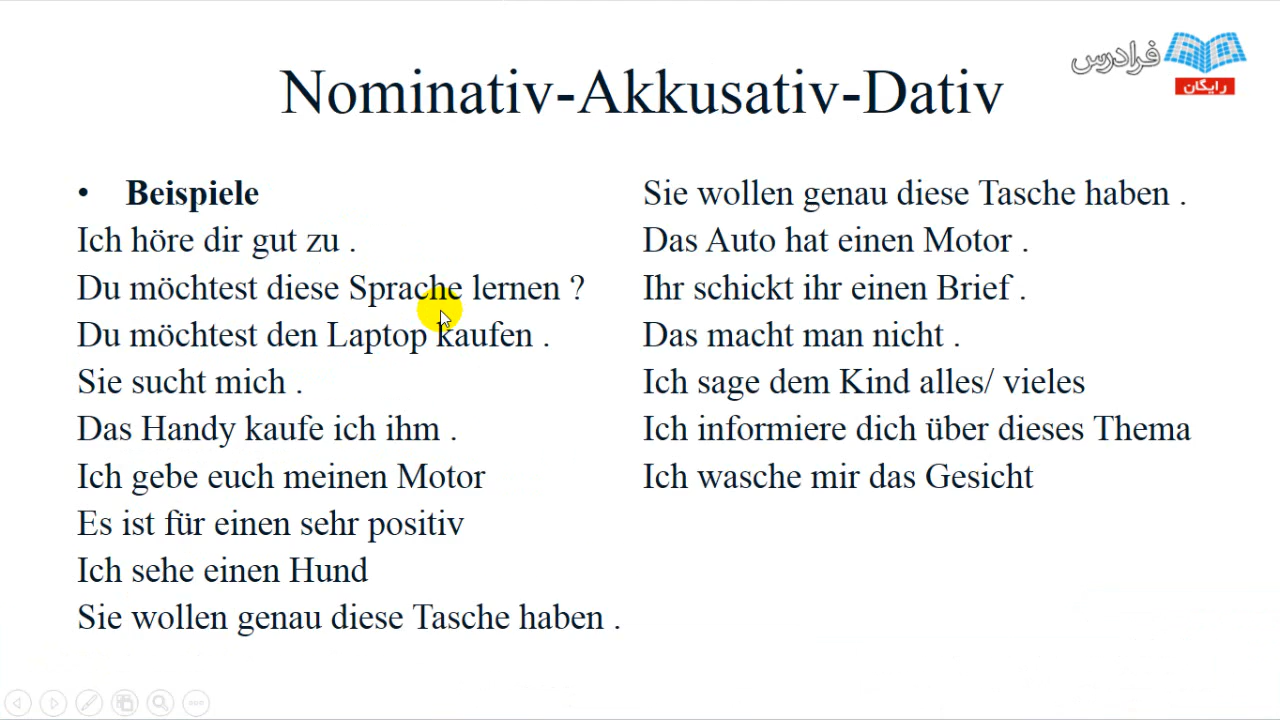 فرادرس
رایگان
Nominativ-Akkusativ-Dativ
• Beispiele
Ich höre dir gut zu .
Du möchtest diese Sprache lernen ?
Du möchtest den Laptop kaufen .
Sie sucht mich .
Das Handy kaufe ich ihm .
Ich gebe euch meinen Motor
Es ist für einen sehr positiv
Ich sehe einen Hund
Sie wollen genau diese Tasche haben .
Sie wollen genau diese Tasche haben .
Das Auto hat einen Motor .
Ihr schickt ihr einen Brief .
Das macht man nicht .
Ich sage dem Kind alles/ vieles
Ich informiere dich über dieses Thema
Ich wasche mir das Gesicht